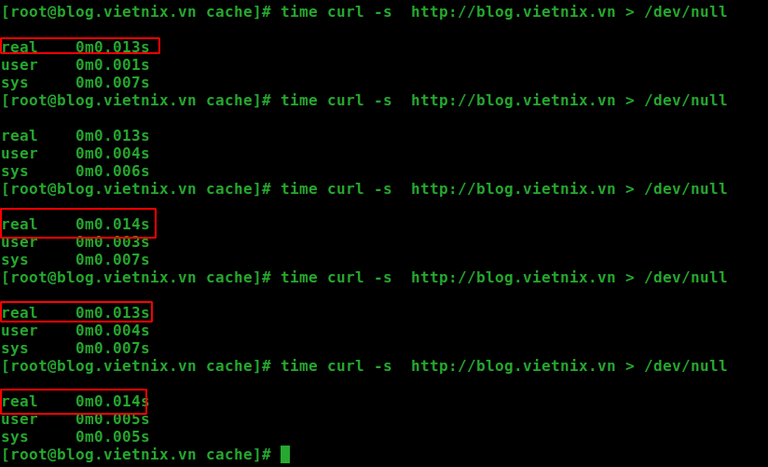 [root@blog.vietnix.vn cache]# time curl -s  http://blog.vietnix.vn > /dev/null
real    0m0.013s
user    0m0.001s
sys     0m0.007s
[root@blog.vietnix.vn cache]# time curl -s  http://blog.vietnix.vn > /dev/null
real    0m0.013s
user    0m0.004s
sys     0m0.006s
[root@blog.vietnix.vn cache]# time curl -s  http://blog.vietnix.vn > /dev/null
real    0m0.014s
user    0m0.003s
sys     0m0.007s
[root@blog.vietnix.vn cache]# time curl -s  http://blog.vietnix.vn > /dev/null
real    0m0.013s
user    0m0.004s
sys     0m0.007s
[root@blog.vietnix.vn cache]# time curl -s  http://blog.vietnix.vn > /dev/null
real    0m0.014s
user    0m0.005s
sys     0m0.005s
[root@blog.vietnix.vn cache]#